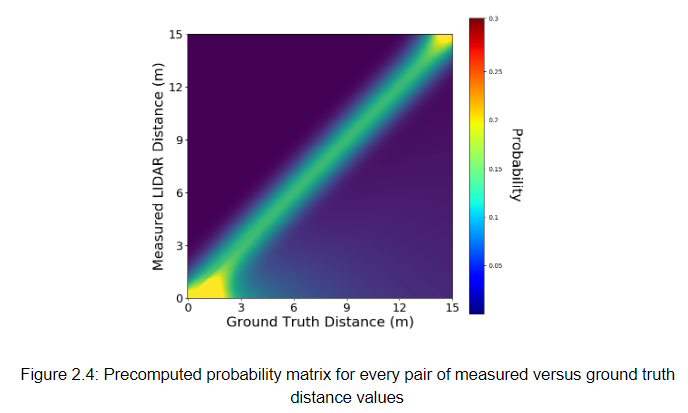 0.3
15
12
0.25
9
0.2
6
0.15
3
0.1
0
0.05
Measured LIDAR Distance (m)
0 3 6 9 12 15
Ground Truth Distance (m)
Probability
Figure 2.4: Precomputed probability matrix for every pair of measured versus ground truth
distance values